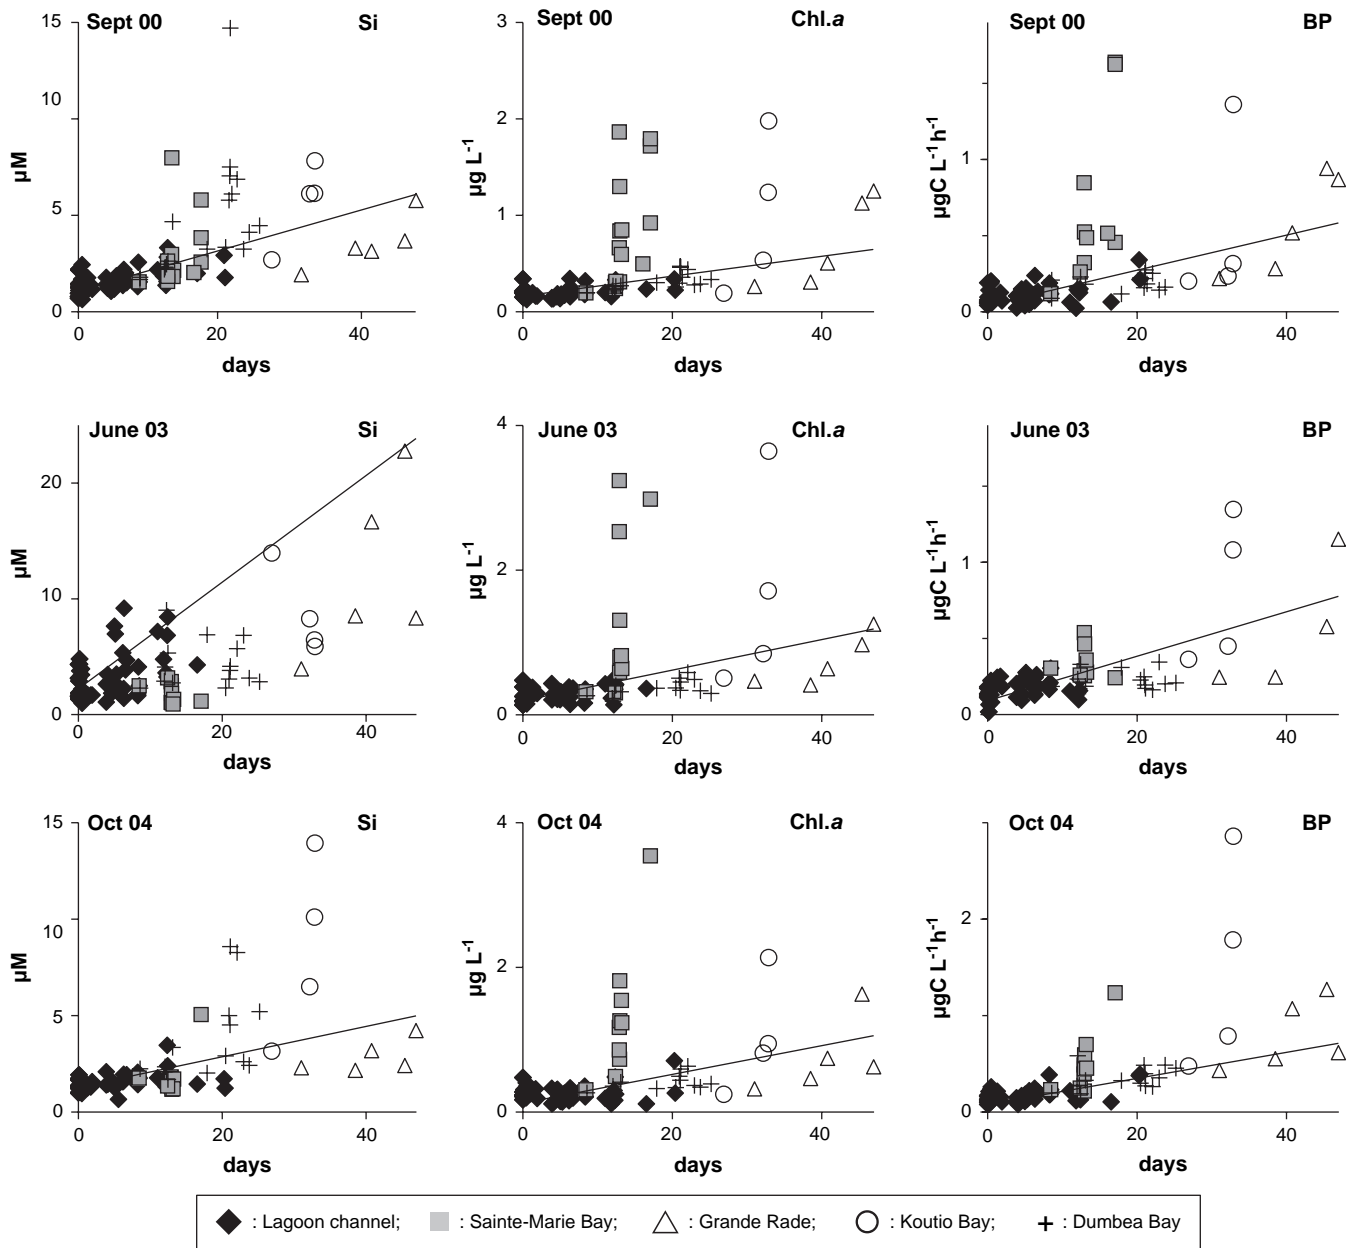 Sept 00 Si
15
10
5
0
µM
0 20 40
days
Sept 00 Chl.a
3
2
1
0
µg L-1
0 20 40
days
Sept 00 BP
1
0
µgC L-1h-1
0 20 40
days
June 03 Si
20
10
0
µM
0 20 40
days
June 03 Chl.a
4
2
0
µg L-1
0 20 40
days
June 03 BP
1
0
µgC L-1h-1
0 20 40
days
Oct 04 Si
15
10
5
0
µM
0 20 40
days
Oct 04 Chl.a
4
2
0
µg L-1
0 20 40
days
Oct 04 BP
2
0
µgC L-1h-1
0 20 40
days
: Lagoon channel; : Sainte-Marie Bay; : Grande Rade; : Koutio Bay; : Dumbea Bay